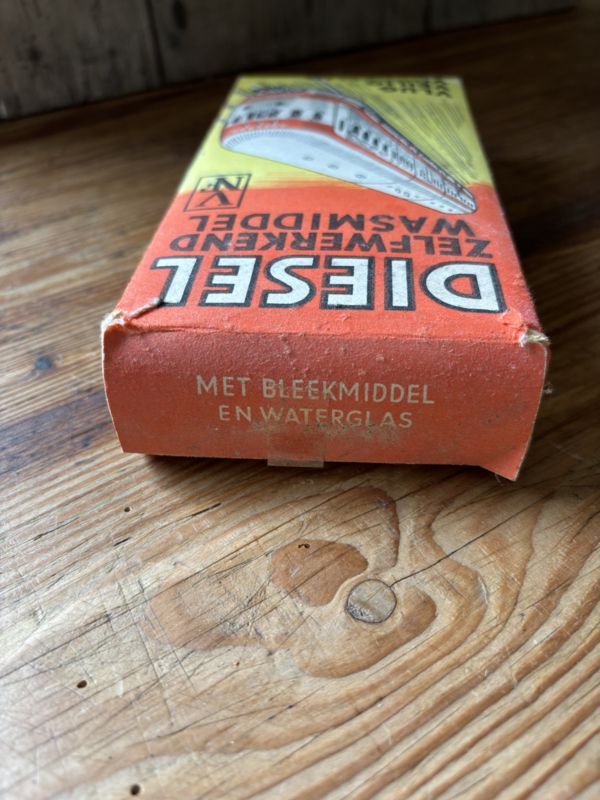 DIESEL
ZELFWERKEND
WASMIDDEL
NV
MET BLEEKMIDDEL
EN WATERGLAS